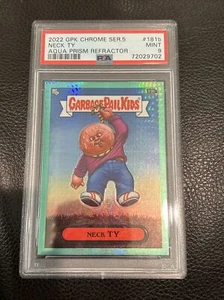 2022 GPK CHROME SER.5 #181b
NECK TY MINT
AQUA PRISM REFRACTOR 9
PSA 72029702
GARBAGE PAIL KIDS
NECK TY